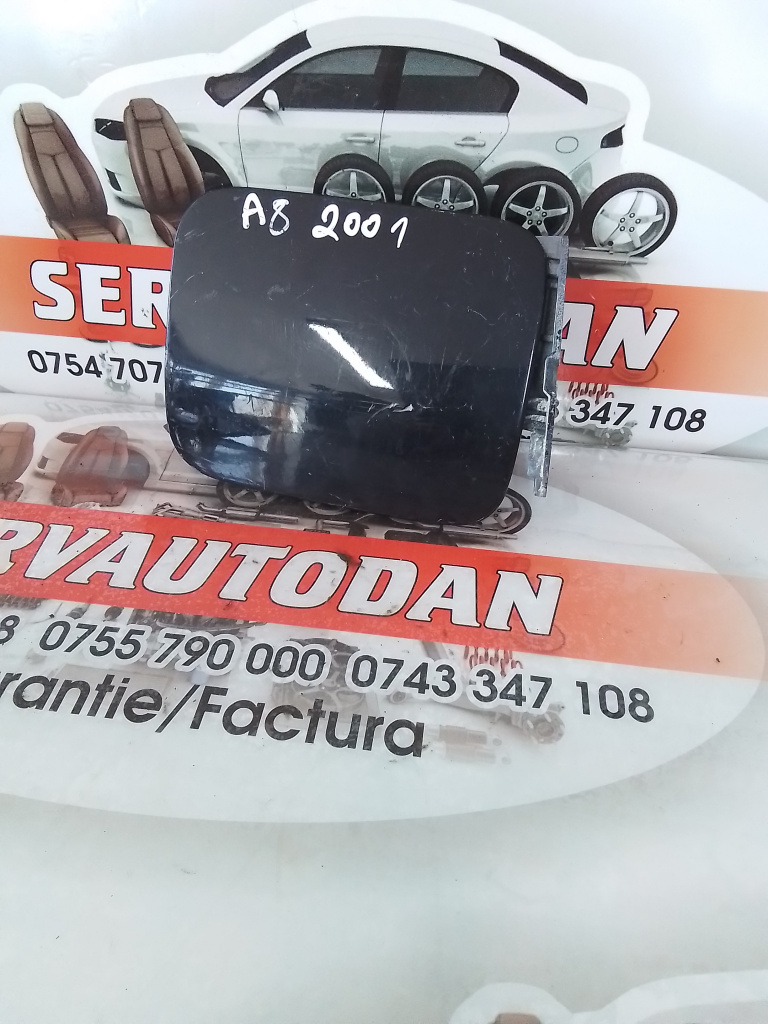 A8 2001
SER AN
0754 707 347 108
RVAUTODAN
8 0755 790 000 0743 347 108
rantie/Factura